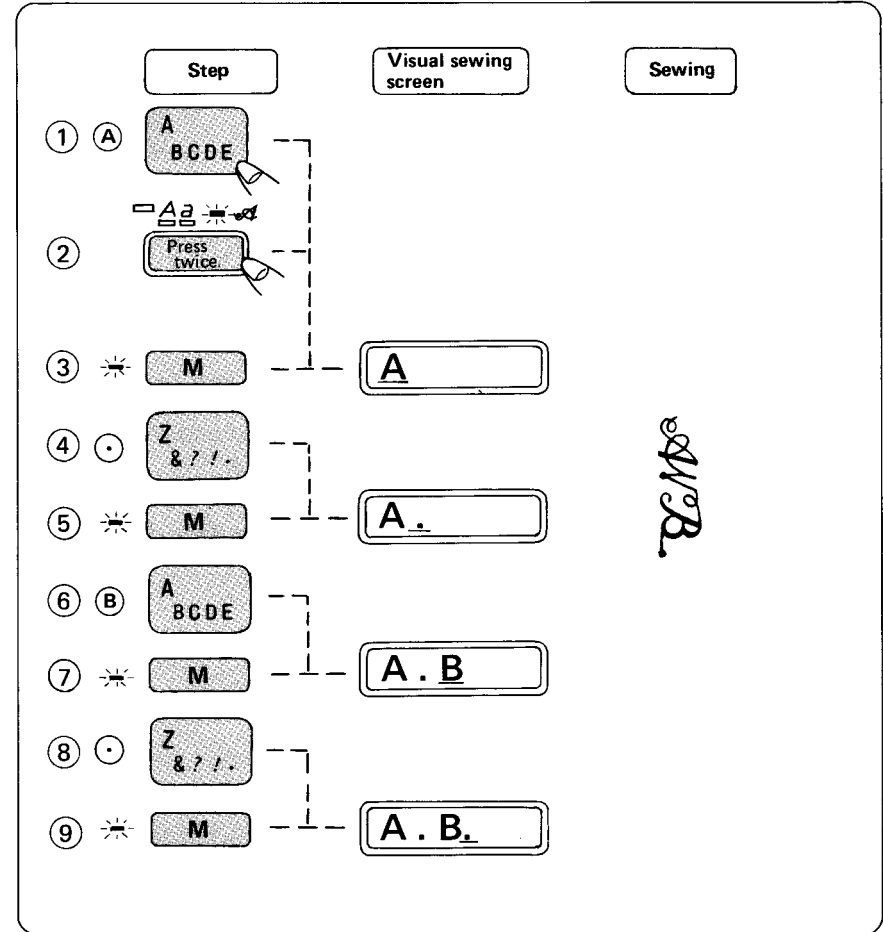 Step
Visual sewing
screen
Sewing
1 A
A
BCDE
A a A
2
Press
twice
3 M
A
4 .
Z
& ? ! .
5 M
A .
6 B
A
BCDE
7 M
A . B
8 .
Z
& ? ! .
9 M
A . B.